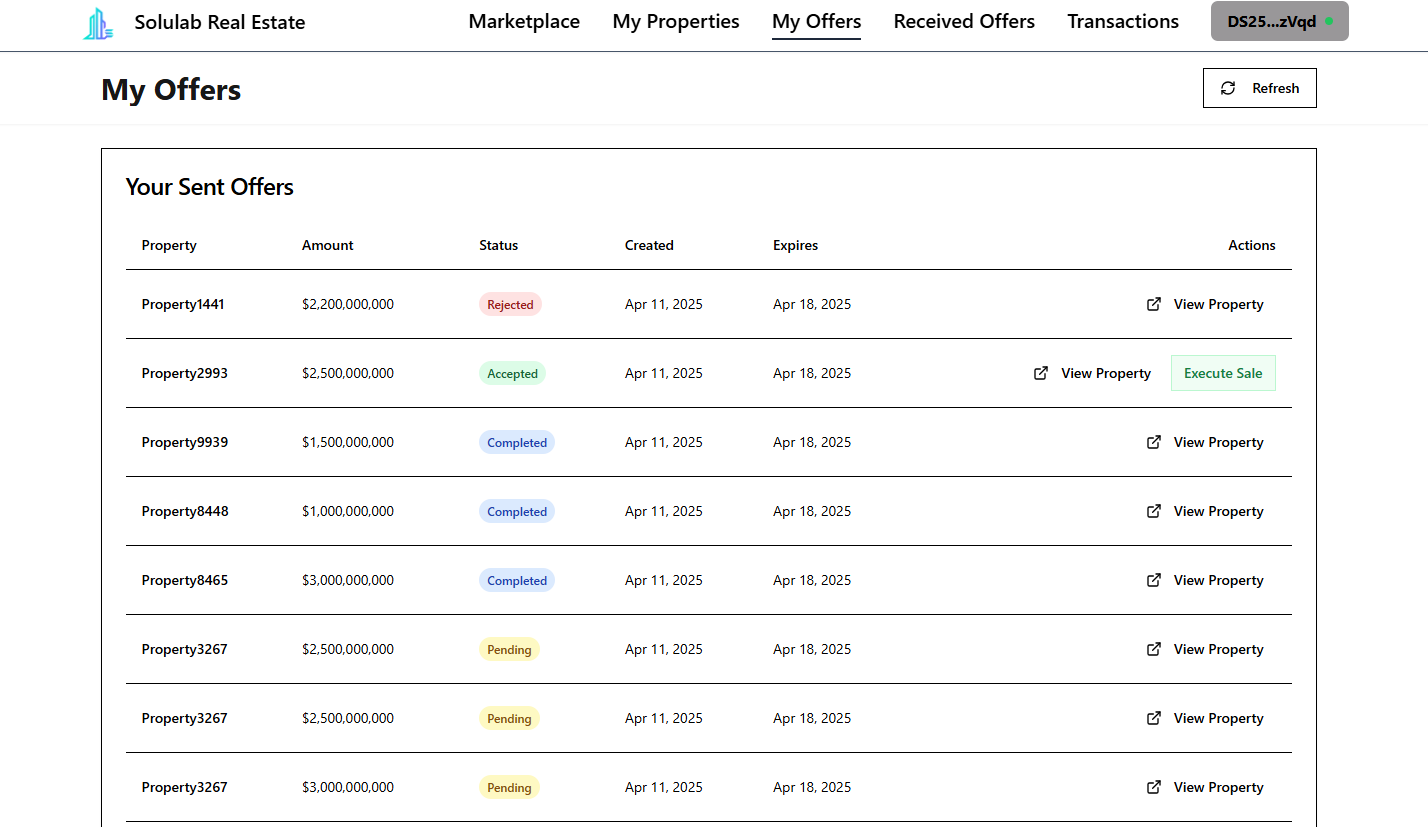 Solulab Real Estate Marketplace My Properties My Offers Received Offers Transactions DS25...zVqd
My Offers Refresh
Your Sent Offers
Property Amount Status Created Expires Actions
Property1441 $2,200,000,000 Rejected Apr 11, 2025 Apr 18, 2025 View Property
Property2993 $2,500,000,000 Accepted Apr 11, 2025 Apr 18, 2025 View Property Execute Sale
Property9939 $1,500,000,000 Completed Apr 11, 2025 Apr 18, 2025 View Property
Property8448 $1,000,000,000 Completed Apr 11, 2025 Apr 18, 2025 View Property
Property8465 $3,000,000,000 Completed Apr 11, 2025 Apr 18, 2025 View Property
Property3267 $2,500,000,000 Pending Apr 11, 2025 Apr 18, 2025 View Property
Property3267 $2,500,000,000 Pending Apr 11, 2025 Apr 18, 2025 View Property
Property3267 $3,000,000,000 Pending Apr 11, 2025 Apr 18, 2025 View Property